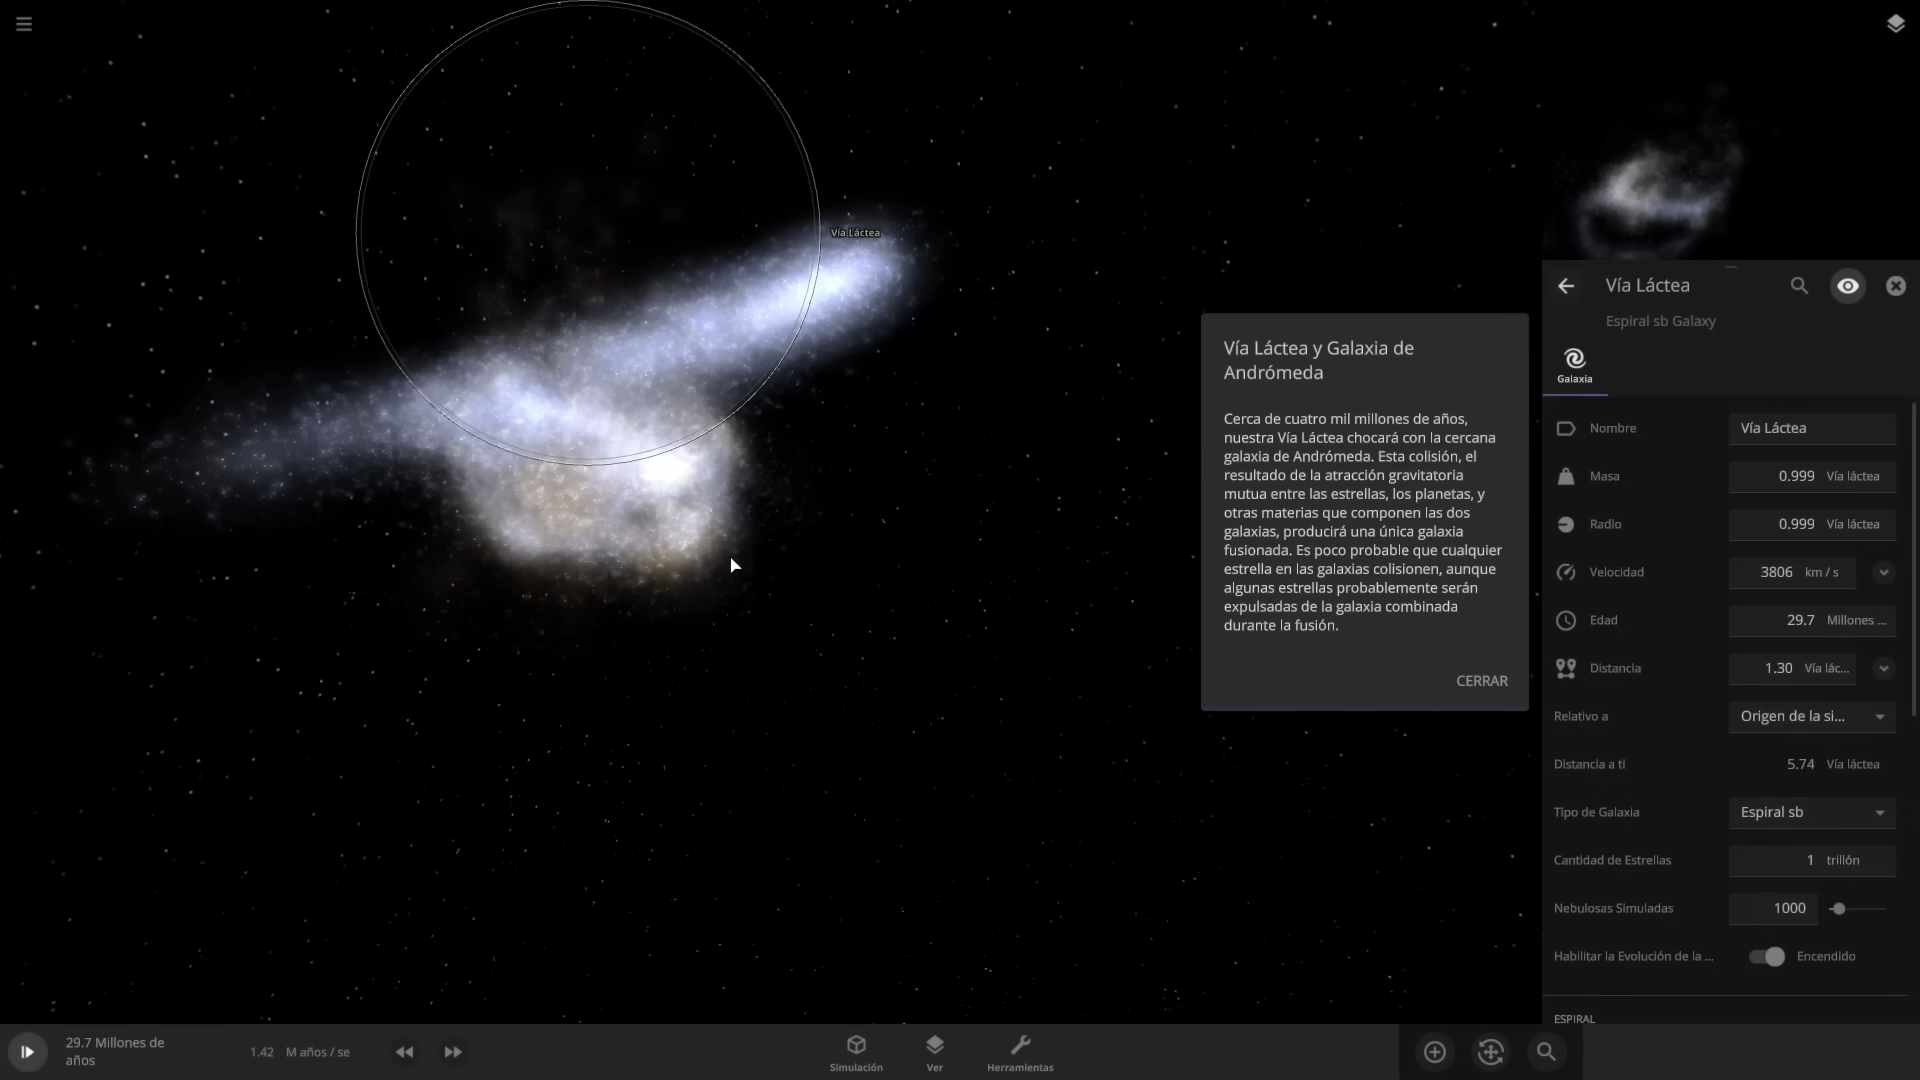 Vía Láctea
Vía Láctea y Galaxia de
Andrómeda
Cerca de cuatro mil millones de años,
nuestra Vía Láctea chocará con la cercana
galaxia de Andrómeda. Esta colisión, el
resultado de la atracción gravitatoria
mutua entre las estrellas, los planetas, y
otras materias que componen las dos
galaxias, producirá una única galaxia
fusionada. Es poco probable que cualquier
estrella en las galaxias colisionen, aunque
algunas estrellas probablemente serán
expulsadas de la galaxia combinada
durante la fusión.
CERRAR
Vía Láctea
Espiral sb Galaxy
Galaxia
Nombre Vía Láctea
Masa 0.999 Vía láctea
Radio 0.999 Vía láctea
Velocidad 3806 km / s
Edad 29.7 Millones ...
Distancia 1.30 Vía lác...
Relativo a Origen de la si...
Distancia a ti 5.74 Vía láctea
Tipo de Galaxia Espiral sb
Cantidad de Estrellas 1 trillón
Nebulosas Simuladas 1000
Habilitar la Evolución de la ... Encendido
ESPIRAL
29.7 Millones de
años
1.42 M años / se
Simulación
Ver
Herramientas